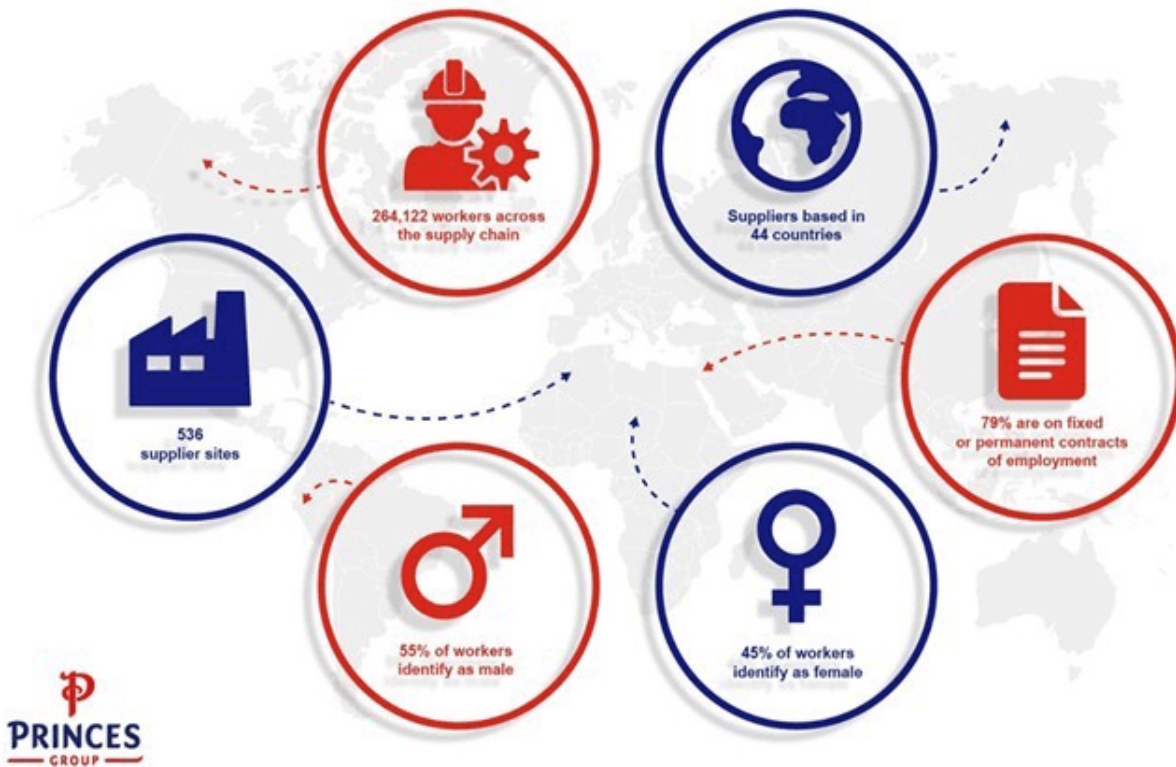 264,122 workers across
the supply chain
Suppliers based in
44 countries
536
supplier sites
79% are on fixed
or permanent contracts
of employment
55% of workers
identify as male
45% of workers
identify as female
PRINCES
GROUP